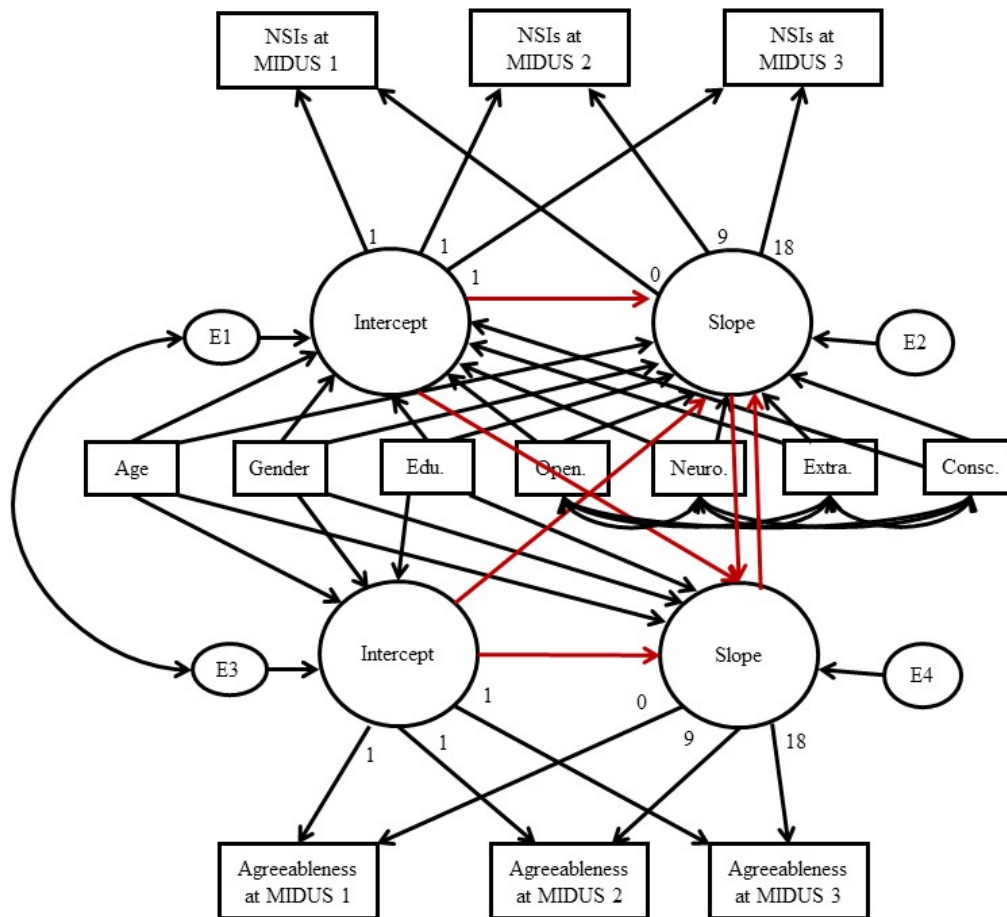 NSIs at
MIDUS 1
NSIs at
MIDUS 2
NSIs at
MIDUS 3
1
1
1
0
9
18
E1
Intercept
Slope
E2
Age
Gender
Edu.
Open.
Neuro.
Extra.
Consc.
E3
Intercept
Slope
E4
1
1
1
0
9
18
Agreeableness
at MIDUS 1
Agreeableness
at MIDUS 2
Agreeableness
at MIDUS 3